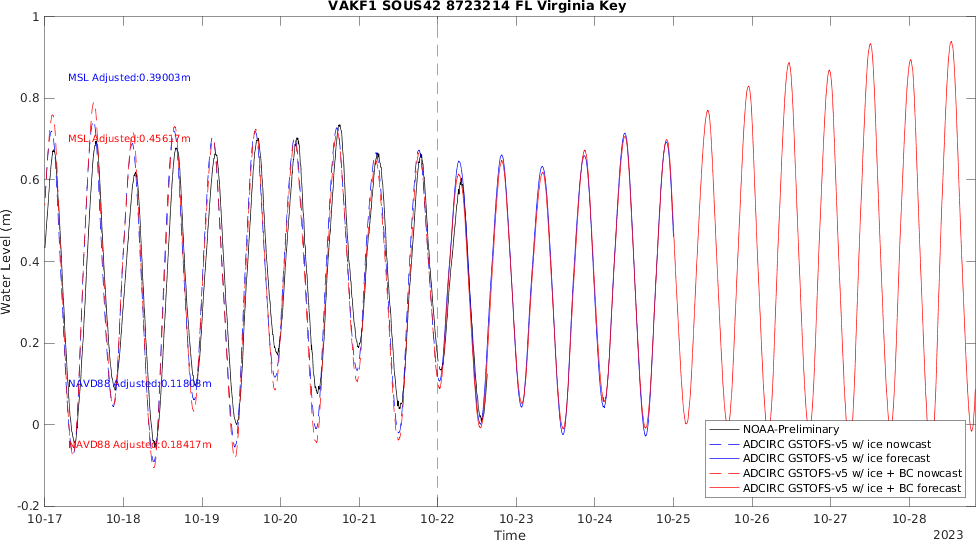 VAKF1 SOUS42 8723214 FL Virginia Key
1
0.8
0.6
0.4
0.2
0
-0.2
Water Level (m)
MSL Adjusted:0.39003m
MSL Adjusted:0.45617m
NAVD88 Adjusted:0.11803m
NAVD88 Adjusted:0.18417m
NOAA-Preliminary
ADCIRC GSTOFS-v5 w/ ice nowcast
ADCIRC GSTOFS-v5 w/ ice forecast
ADCIRC GSTOFS-v5 w/ ice + BC nowcast
ADCIRC GSTOFS-v5 w/ ice + BC forecast
10-17 10-18 10-19 10-20 10-21 10-22 10-23 10-24 10-25 10-26 10-27 10-28
Time
2023